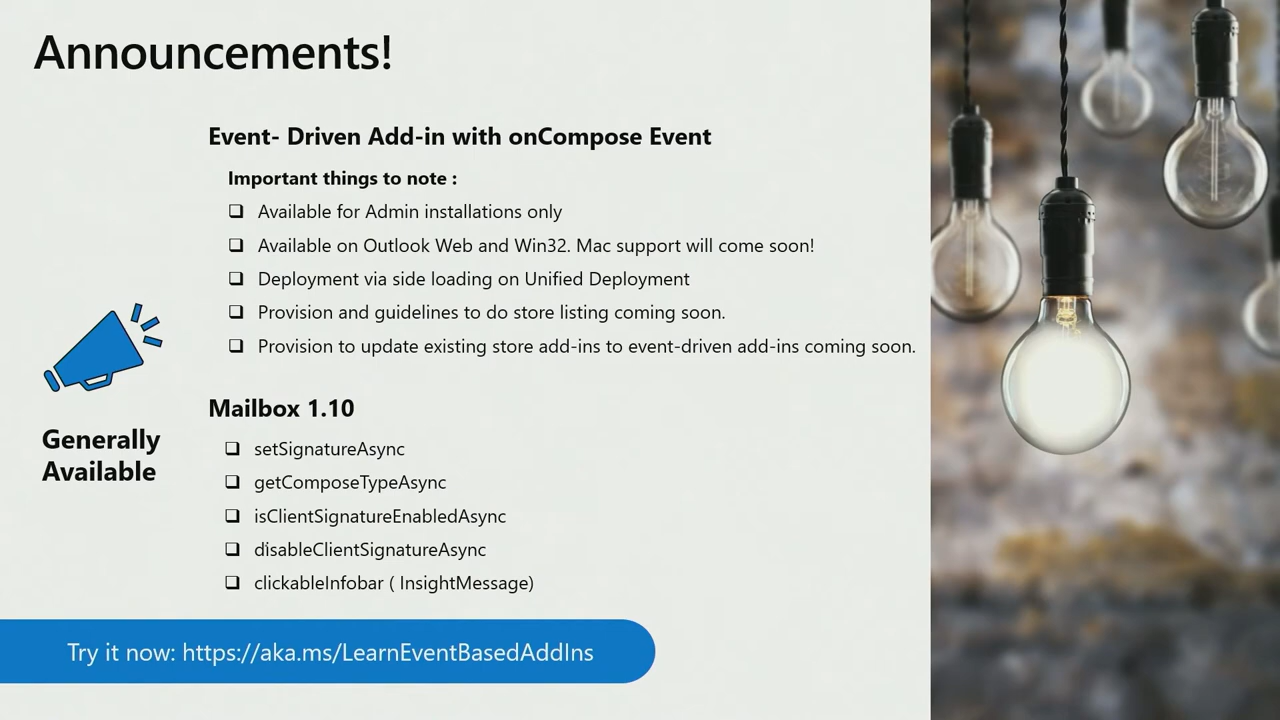 Announcements!
Event- Driven Add-in with onCompose Event
Important things to note :
Available for Admin installations only
Available on Outlook Web and Win32. Mac support will come soon!
Deployment via side loading on Unified Deployment
Provision and guidelines to do store listing coming soon.
Provision to update existing store add-ins to event-driven add-ins coming soon.
Generally
Available
Mailbox 1.10
setSignatureAsync
getComposeTypeAsync
isClientSignatureEnabledAsync
disableClientSignatureAsync
clickableInfobar ( InsightMessage)
Try it now: https://aka.ms/LearnEventBasedAddIns